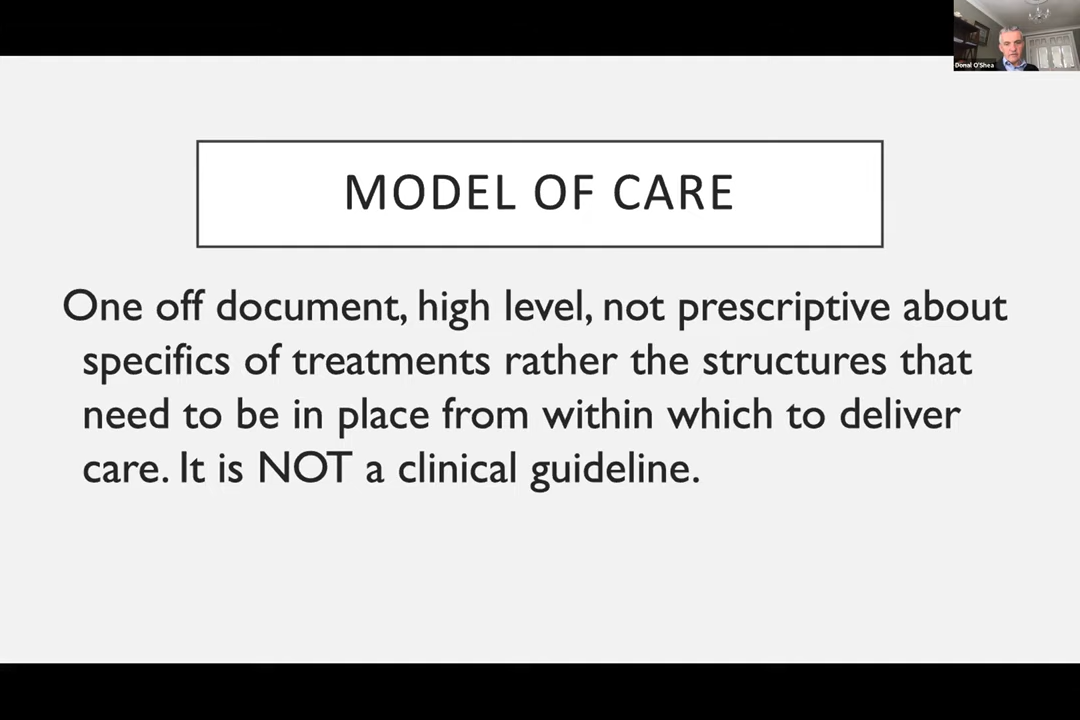 Donal O'Shea
MODEL OF CARE
One off document, high level, not prescriptive about
specifics of treatments rather the structures that
need to be in place from within which to deliver
care. It is NOT a clinical guideline.